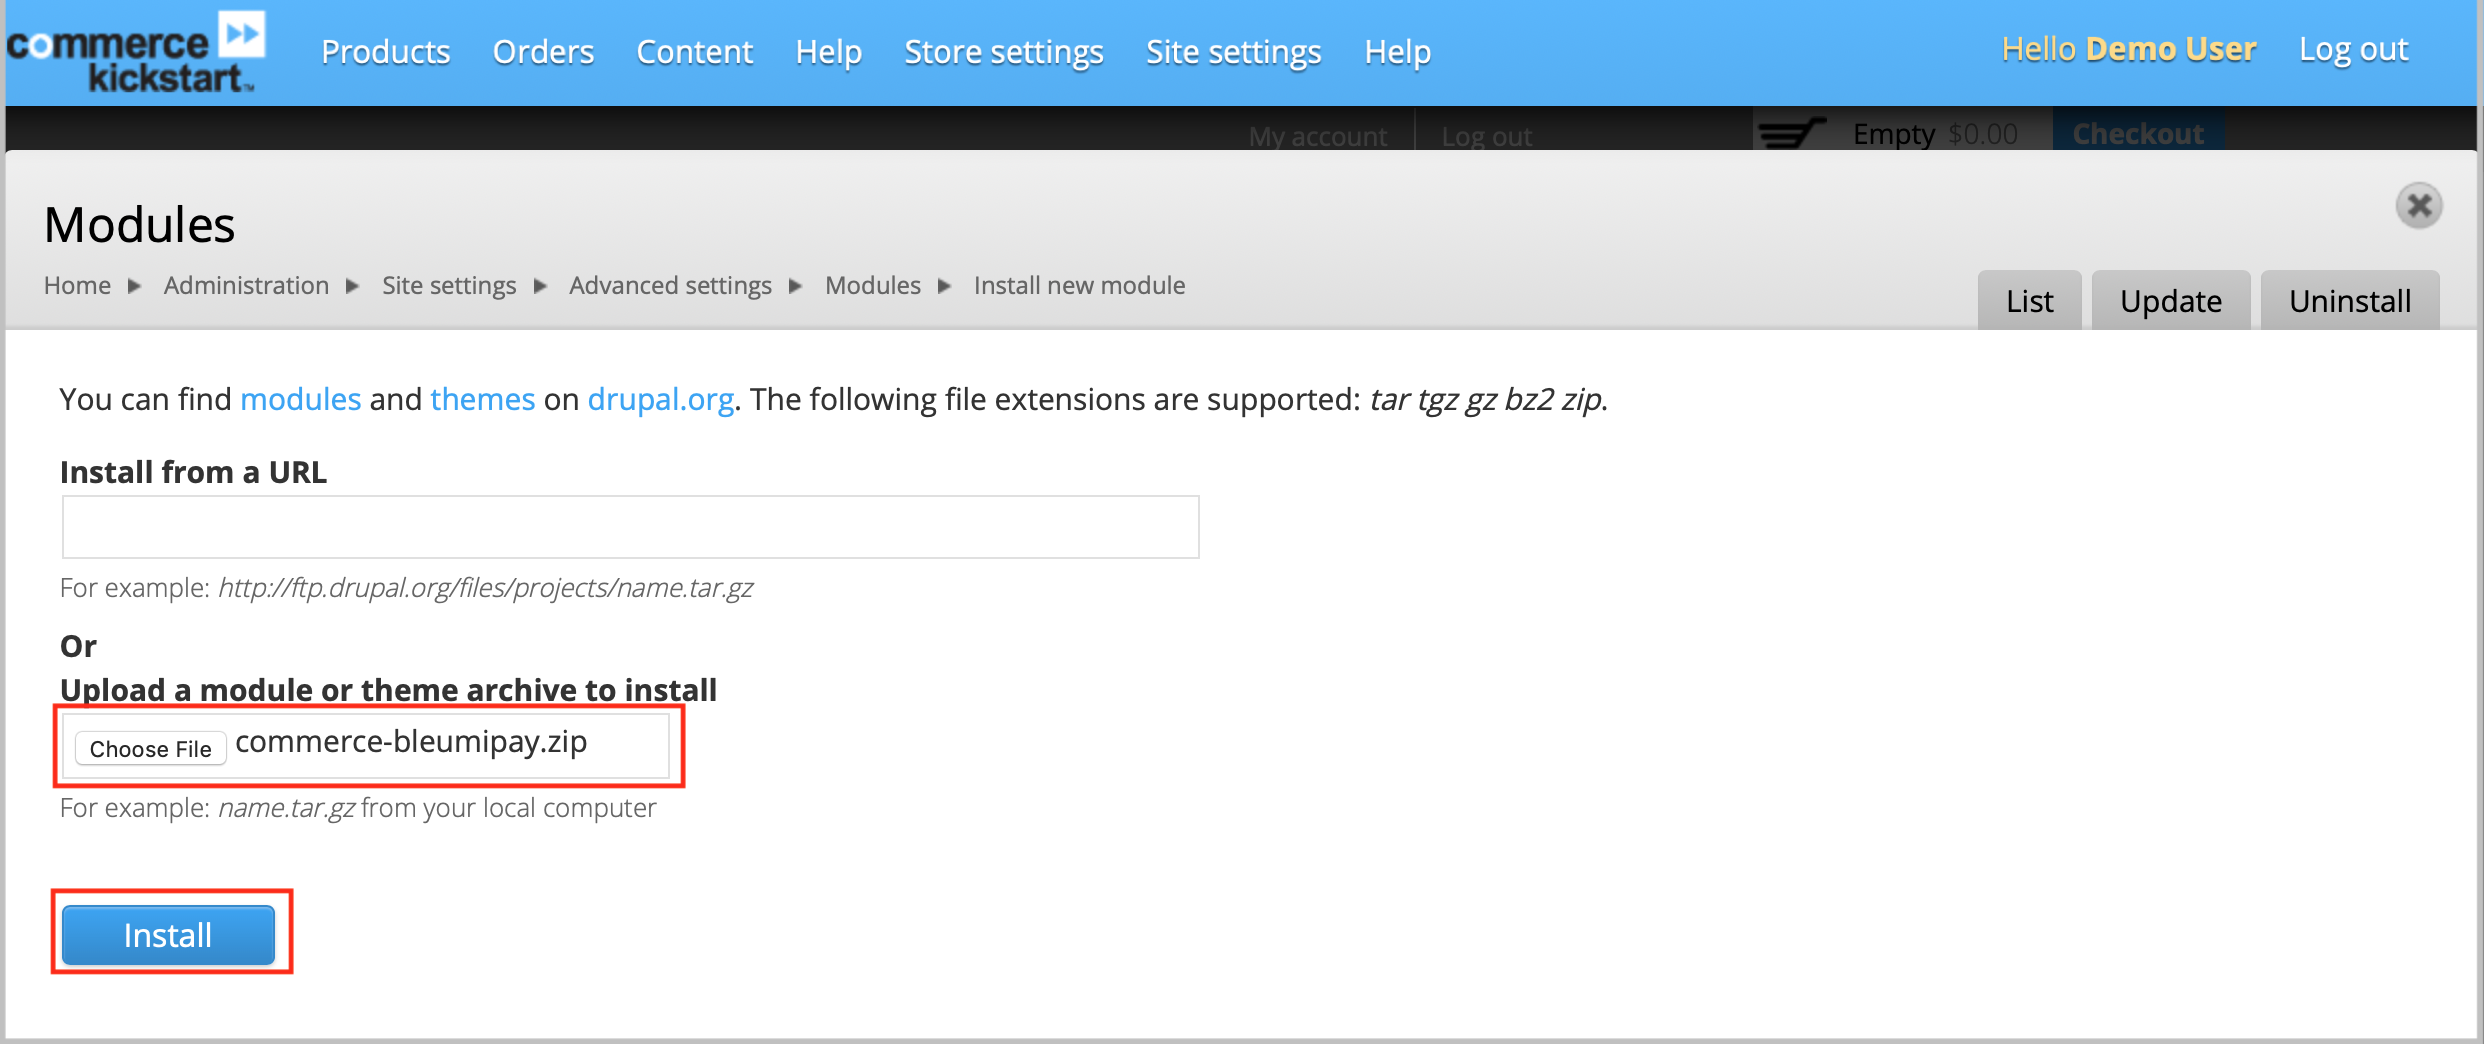 commerce
kickstart™
Products Orders Content Help Store settings Site settings Help
Hello Demo User Log out
My account Log out Empty $0.00 Checkout
Modules
Home Administration Site settings Advanced settings Modules Install new module
List Update Uninstall
You can find modules and themes on drupal.org. The following file extensions are supported: tar tgz gz bz2 zip.
Install from a URL
For example: http://ftp.drupal.org/files/projects/name.tar.gz
Or
Upload a module or theme archive to install
Choose File commerce-bleumipay.zip
For example: name.tar.gz from your local computer
Install